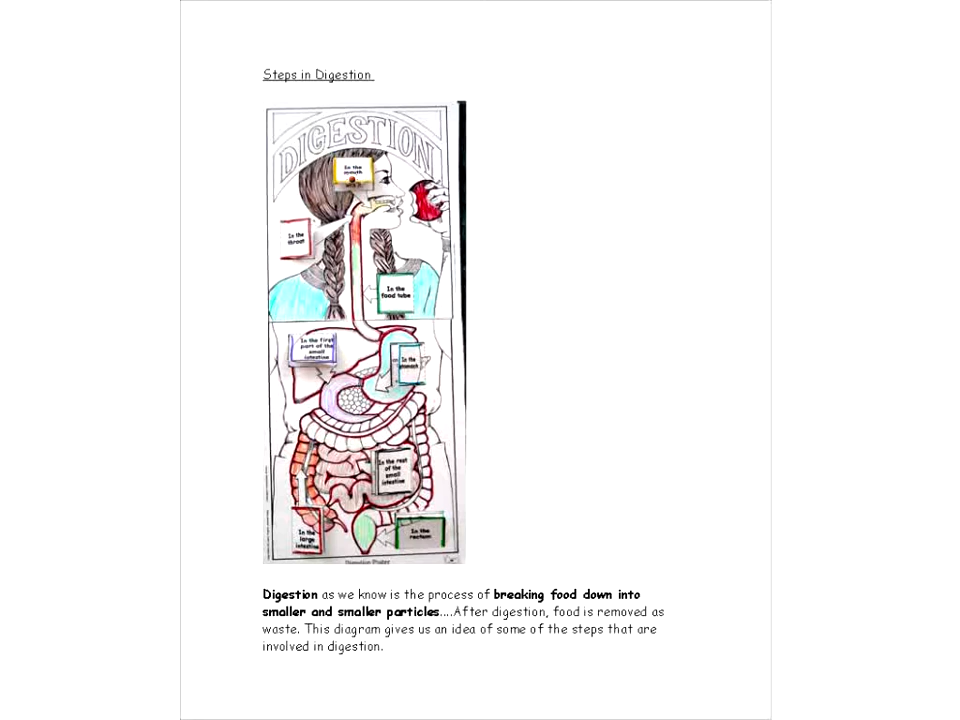 Steps in Digestion
DIGESTION
In the
mouth
In the
throat
In the
food tube
In the first
part of the
small
intestine
In the
stomach
In the rest
of the
small
intestine
In the
large
intestine
In the
rectum
Digestion Poster
Digestion as we know is the process of breaking food down into
smaller and smaller particles....After digestion, food is removed as
waste. This diagram gives us an idea of some of the steps that are
involved in digestion.